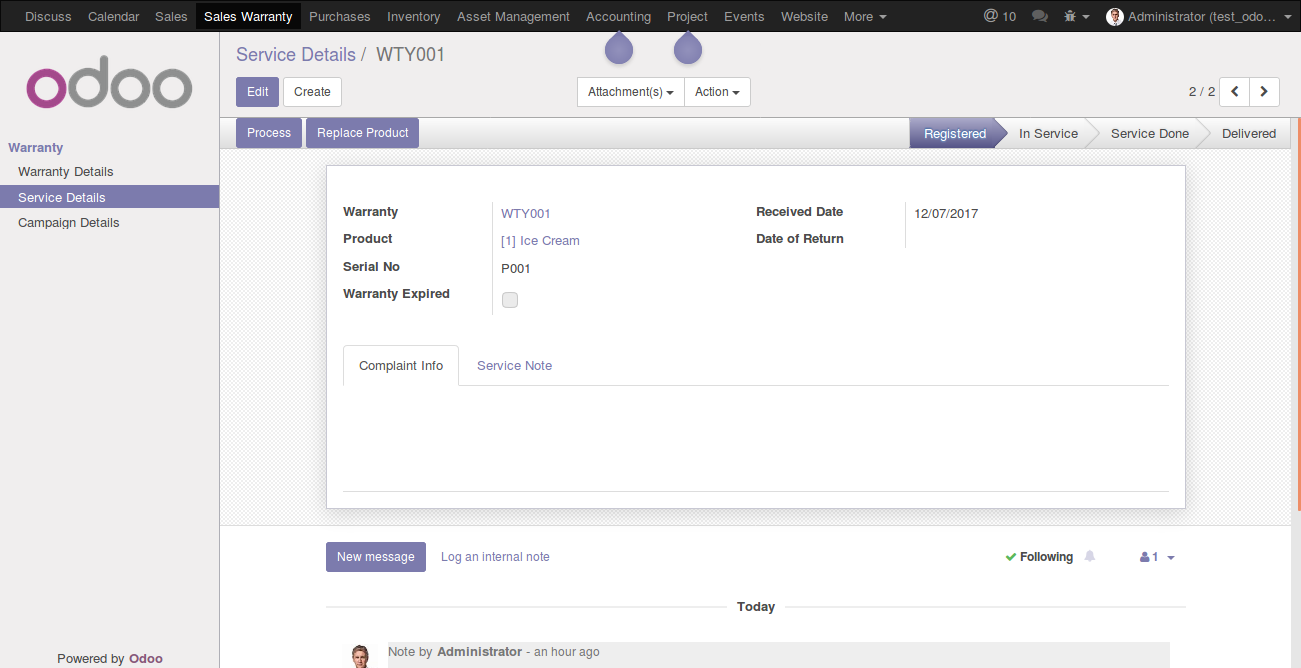 Discuss Calendar Sales Sales Warranty Purchases Inventory Asset Management Accounting Project Events Website More @ 10 Administrator (test_odo...
odoo
Service Details / WTY001
Edit Create Attachment(s) Action 2 / 2
Process Replace Product Registered In Service Service Done Delivered
Warranty
Warranty Details
Service Details
Campaign Details
Warranty WTY001 Received Date 12/07/2017
Product [1] Ice Cream Date of Return
Serial No P001
Warranty Expired
Complaint Info Service Note
New message Log an internal note Following 1
Today
Note by Administrator - an hour ago
Powered by Odoo